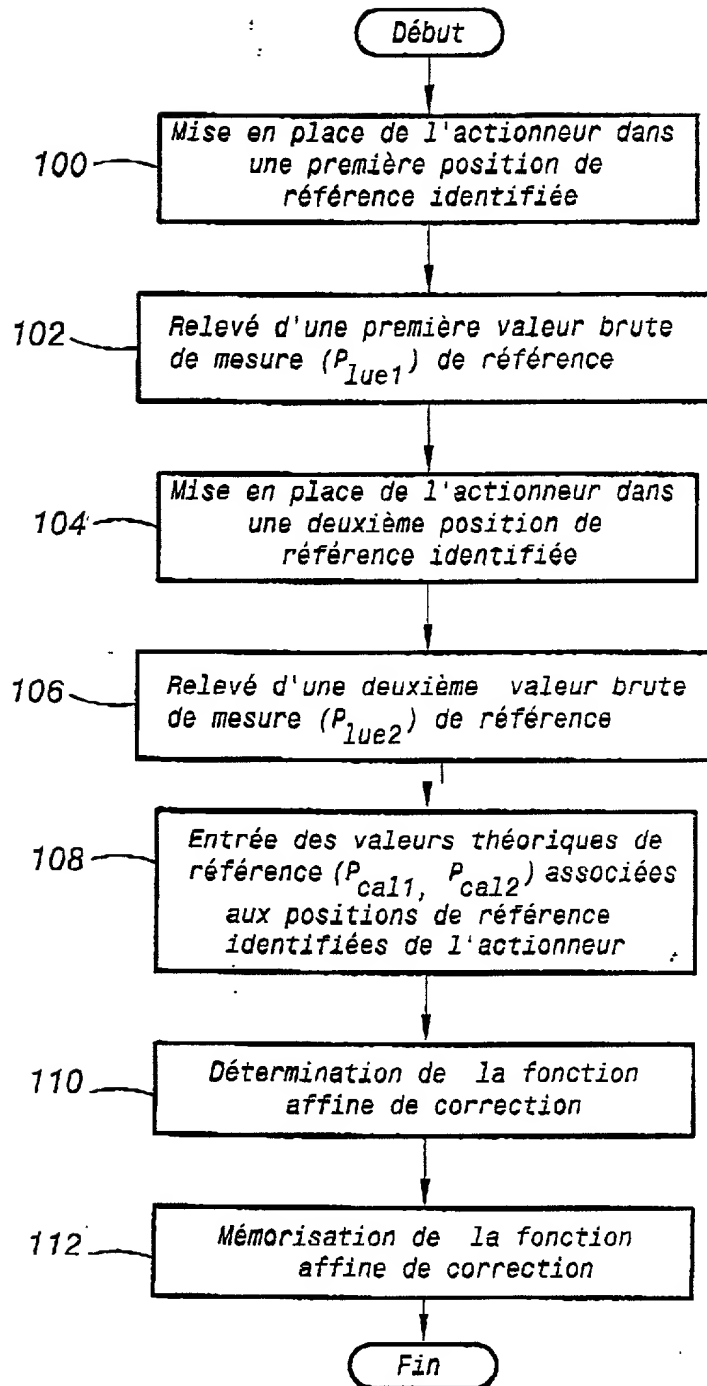 Début
100
Mise en place de l'actionneur dans
une première position de
référence identifiée
102
Relevé d'une première valeur brute
de mesure (P_lue1) de référence
104
Mise en place de l'actionneur dans
une deuxième position de
référence identifiée
106
Relevé d'une deuxième valeur brute
de mesure (P_lue2) de référence
108
Entrée des valeurs théoriques de
référence (P_cal1, P_cal2) associées
aux positions de référence
identifiées de l'actionneur
110
Détermination de la fonction
affine de correction
112
Mémorisation de la fonction
affine de correction
Fin